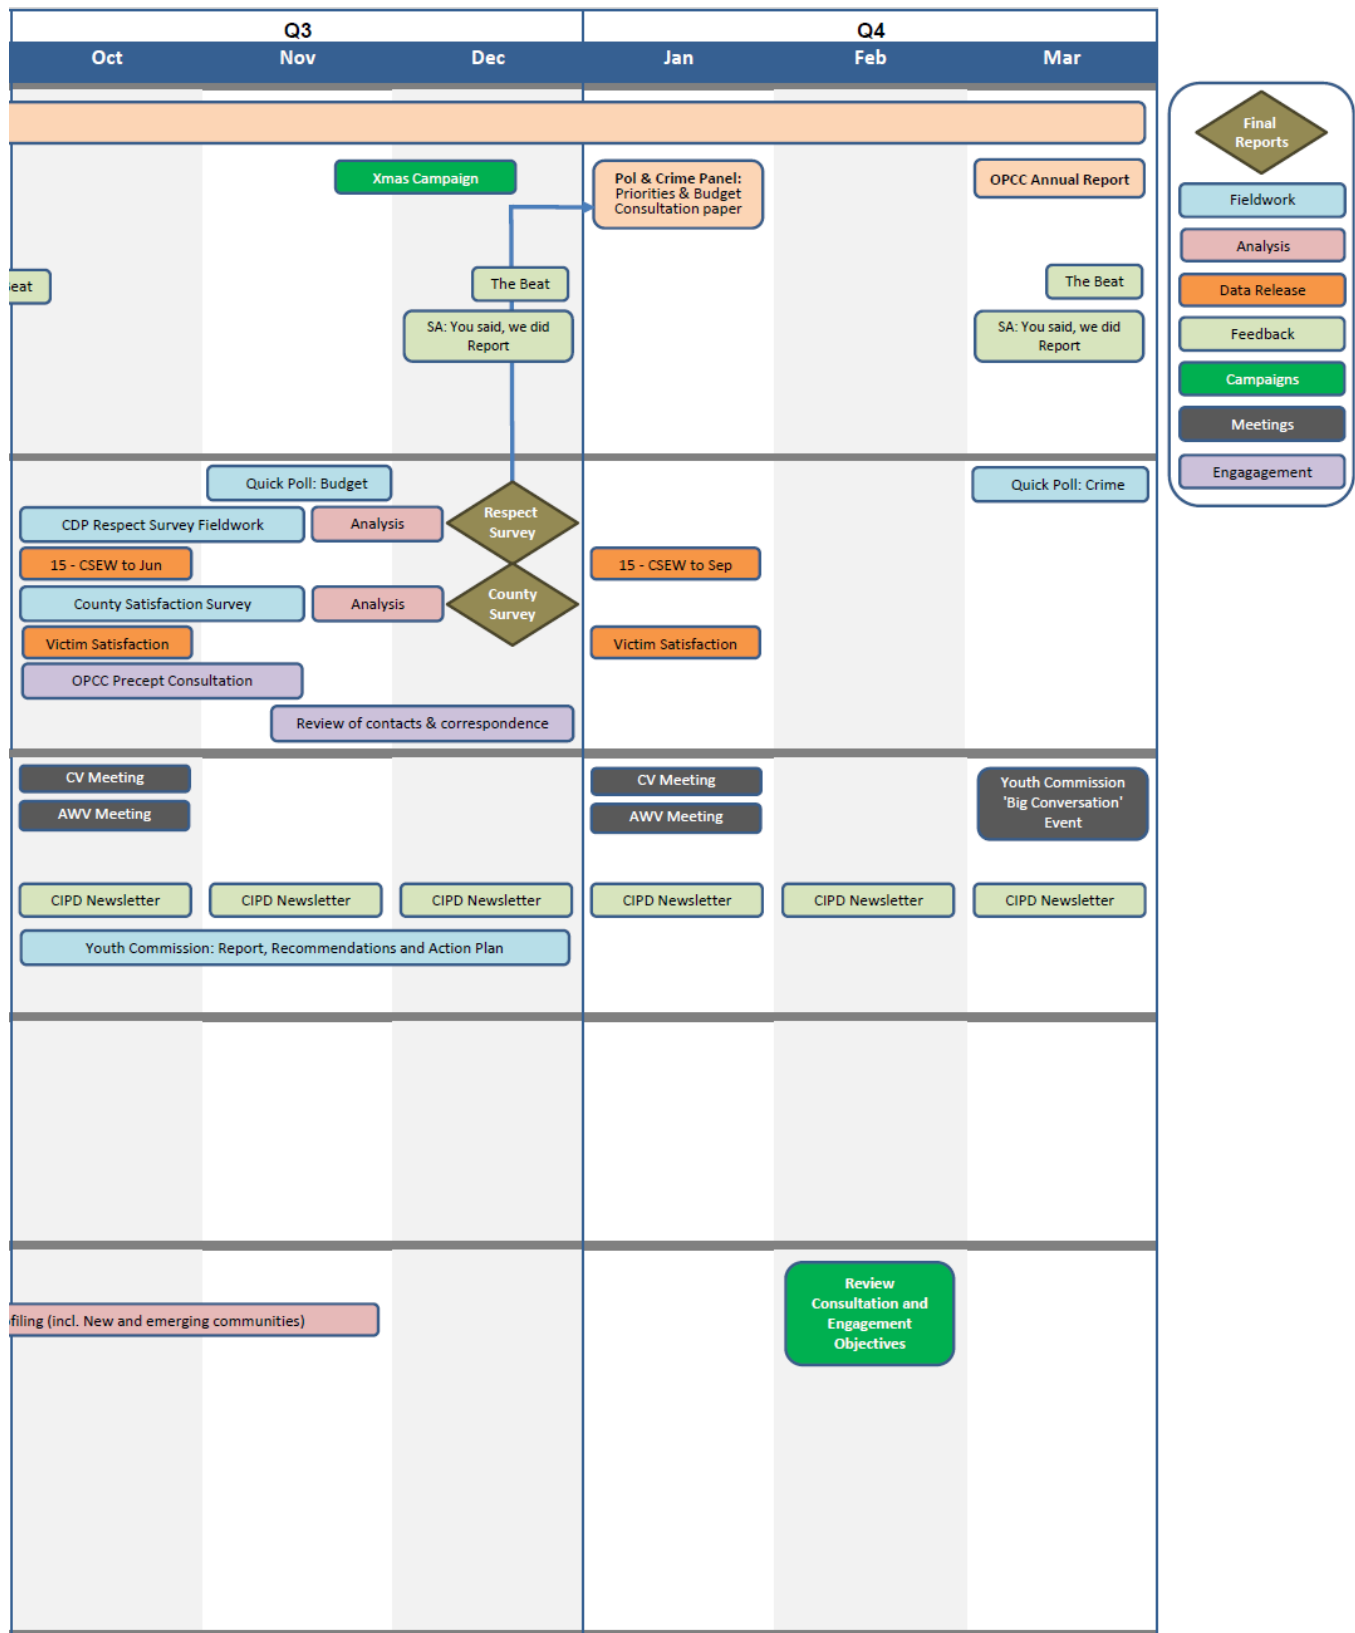 Q3
Q4
Oct
Nov
Dec
Jan
Feb
Mar
Xmas Campaign
Pol & Crime Panel:
Priorities & Budget
Consultation paper
OPCC Annual Report
eat
The Beat
The Beat
SA: You said, we did
Report
SA: You said, we did
Report
Quick Poll: Budget
Quick Poll: Crime
CDP Respect Survey Fieldwork
Analysis
Respect
Survey
15 - CSEW to Jun
15 - CSEW to Sep
County Satisfaction Survey
Analysis
County
Survey
Victim Satisfaction
Victim Satisfaction
OPCC Precept Consultation
Review of contacts & correspondence
CV Meeting
CV Meeting
Youth Commission
'Big Conversation'
Event
AWV Meeting
AWV Meeting
CIPD Newsletter
CIPD Newsletter
CIPD Newsletter
CIPD Newsletter
CIPD Newsletter
CIPD Newsletter
Youth Commission: Report, Recommendations and Action Plan
Review
Consultation and
Engagement
Objectives
filing (incl. New and emerging communities)
Final
Reports
Fieldwork
Analysis
Data Release
Feedback
Campaigns
Meetings
Engagagement